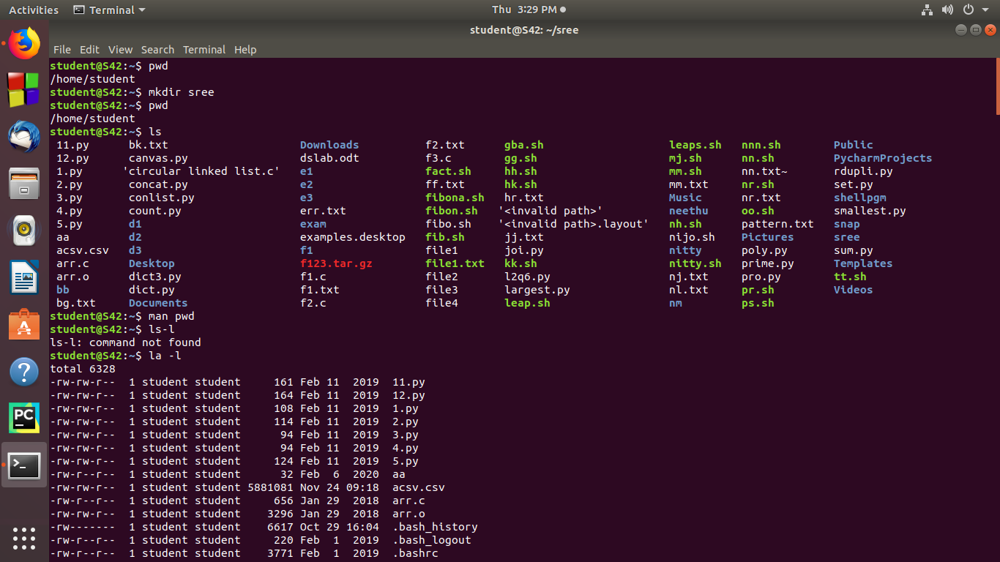 Activities Terminal Thu 3:29 PM
student@S42: ~/sree
File Edit View Search Terminal Help
student@S42:~$ pwd
/home/student
student@S42:~$ mkdir sree
student@S42:~$ pwd
/home/student
student@S42:~$ ls
11.py bk.txt Downloads f2.txt gba.sh leaps.sh nnn.sh Public
12.py canvas.py dslab.odt f3.c gg.sh mj.sh nn.sh PycharmProjects
1.py 'circular linked list.c' e1 fact.sh hh.sh mm.sh nn.txt~ rdupli.py
2.py concat.py e2 ff.txt hk.sh mm.txt nr.sh set.py
3.py conlist.py e3 fibona.sh hr.txt Music nr.txt shellpgm
4.py count.py err.txt fibon.sh '<invalid path>' neethu oo.sh smallest.py
5.py d1 exam fibo.sh '<invalid path>.layout' nh.sh pattern.txt snap
aa d2 examples.desktop fib.sh jj.txt nijo.sh Pictures sree
acsv.csv d3 f1 file1 joi.py nitty poly.py sum.py
arr.c Desktop f123.tar.gz file1.txt kk.sh nitty.sh prime.py Templates
arr.o dict3.py f1.c file2 l2q6.py nj.txt pro.py tt.sh
bb dict.py f1.txt file3 largest.py nl.txt pr.sh Videos
bg.txt Documents f2.c file4 leap.sh nm ps.sh
student@S42:~$ man pwd
student@S42:~$ ls-l
ls-l: command not found
student@S42:~$ la -l
total 6328
-rw-rw-r-- 1 student student 161 Feb 11 2019 11.py
-rw-rw-r-- 1 student student 164 Feb 11 2019 12.py
-rw-rw-r-- 1 student student 108 Feb 11 2019 1.py
-rw-rw-r-- 1 student student 114 Feb 11 2019 2.py
-rw-rw-r-- 1 student student 94 Feb 11 2019 3.py
-rw-rw-r-- 1 student student 94 Feb 11 2019 4.py
-rw-rw-r-- 1 student student 124 Feb 11 2019 5.py
-rw-r--r-- 1 student student 32 Feb 6 2020 aa
-rw-rw-r-- 1 student student 5881081 Nov 24 09:18 acsv.csv
-rw-r--r-- 1 student student 656 Jan 29 2018 arr.c
-rw-rw-r-- 1 student student 3296 Jan 29 2018 arr.o
-rw------- 1 student student 6617 Oct 29 16:04 .bash_history
-rw-r--r-- 1 student student 220 Feb 1 2019 .bash_logout
-rw-r--r-- 1 student student 3771 Feb 1 2019 .bashrc
PC